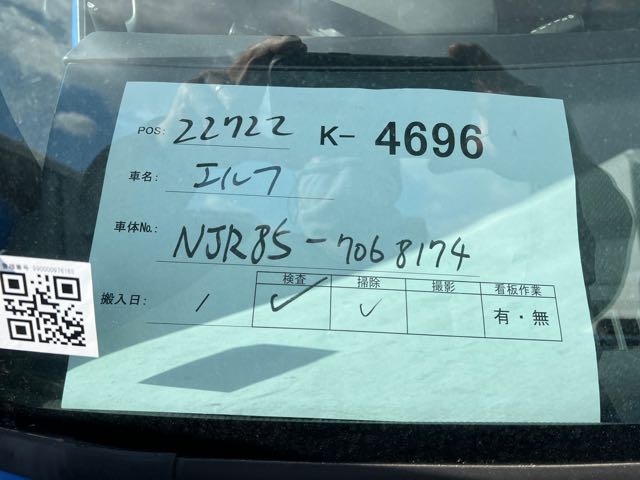 POS: 22722 K- 4696
車名: エルフ
車体No.: NJR85-7068174
検査 掃除 撮影 看板作業
搬入日: / ✓ ✓ 有・無